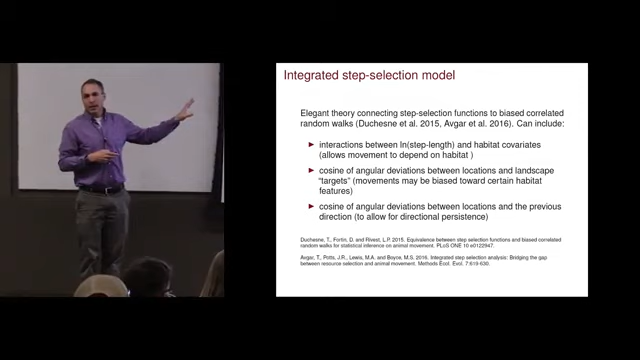 Integrated step-selection model
Elegant theory connecting step-selection functions to biased correlated
random walks (Duchesne et al. 2015, Avgar et al. 2016). Can include:
► interactions between ln(step-length) and habitat covariates
(allows movement to depend on habitat )
► cosine of angular deviations between locations and landscape
"targets" (movements may be biased toward certain habitat
features)
► cosine of angular deviations between locations and the previous
direction (to allow for directional persistence)
Duchesne, T., Fortin, D. and Rivest, L.P. 2015. Equivalence between step selection functions and biased correlated
random walks for statistical inference on animal movement. PLoS ONE 10 e0122947.
Avgar, T., Potts, J.R., Lewis, M.A. and Boyce, M.S. 2016. Integrated step selection analysis: Bridging the gap
between resource selection and animal movement. Methods Ecol. Evol. 7:619-630.